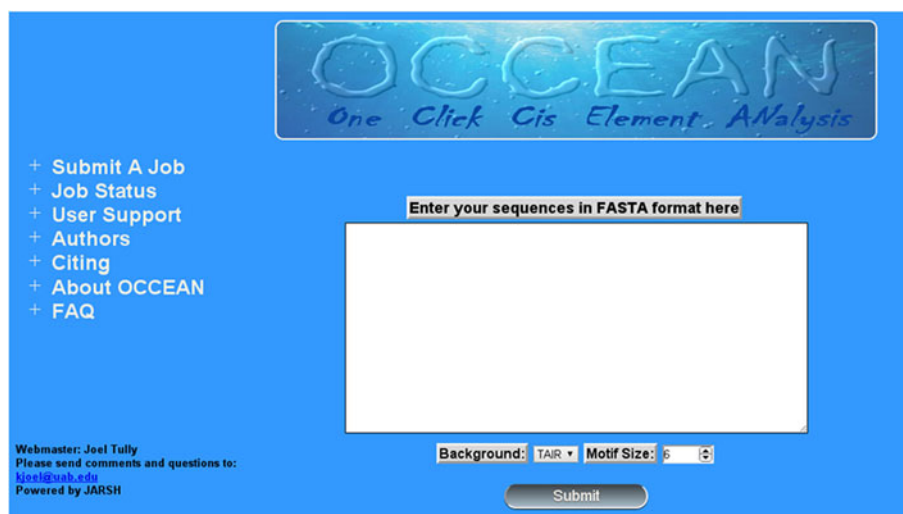 OCCEAN
One Click Cis Element ANalysis
+ Submit A Job
+ Job Status
+ User Support
+ Authors
+ Citing
+ About OCCEAN
+ FAQ
Enter your sequences in FASTA format here
Background: TAIR Motif Size: 6
Submit
Webmaster: Joel Tully
Please send comments and questions to:
kjoel@uab.edu
Powered by JARSH